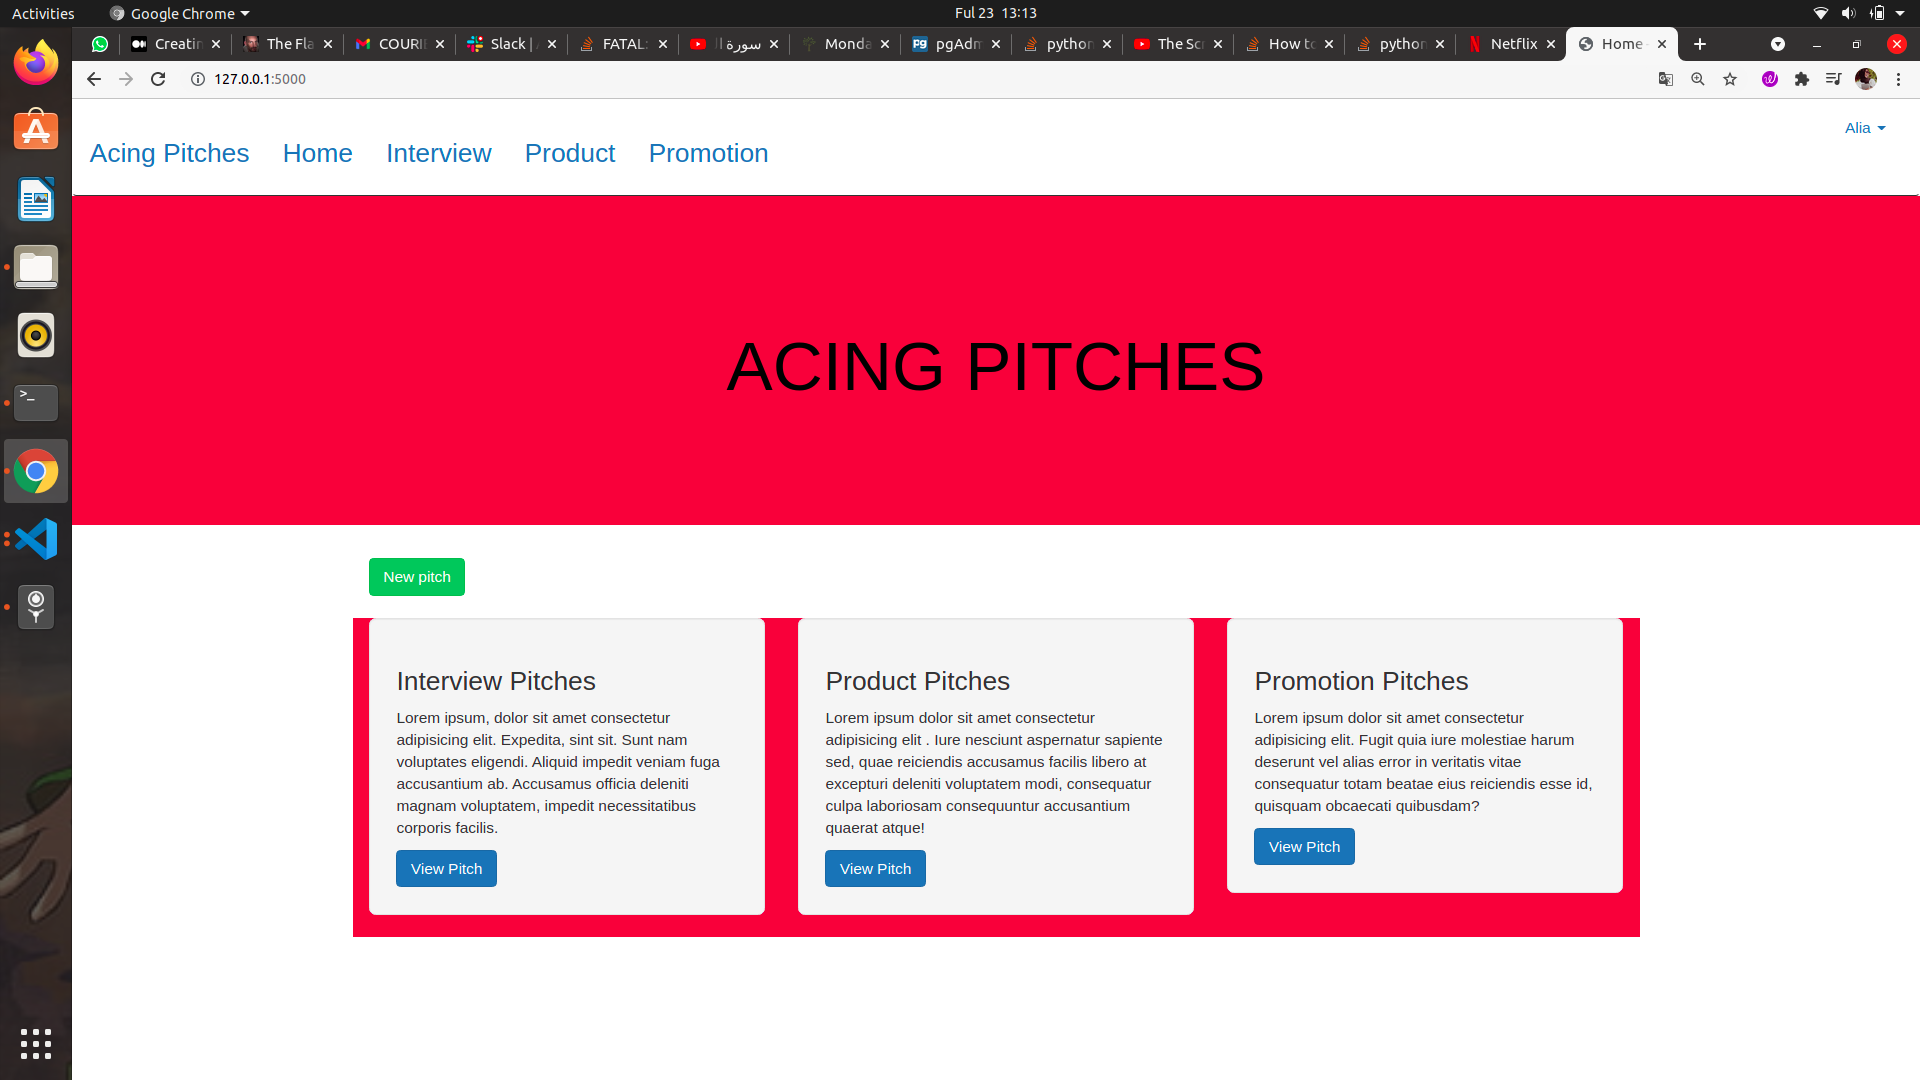 Activities Google Chrome Ful 23 13:13
Creatin The Fla COURIE Slack | FATAL: سورة ال Monda pgAdm python The Scr How to python Netflix Home
127.0.0.1:5000
Alia
Acing Pitches Home Interview Product Promotion
ACING PITCHES
New pitch
Interview Pitches
Lorem ipsum, dolor sit amet consectetur
adipisicing elit. Expedita, sint sit. Sunt nam
voluptates eligendi. Aliquid impedit veniam fuga
accusantium ab. Accusamus officia deleniti
magnam voluptatem, impedit necessitatibus
corporis facilis.
View Pitch
Product Pitches
Lorem ipsum dolor sit amet consectetur
adipisicing elit . Iure nesciunt aspernatur sapiente
sed, quae reiciendis accusamus facilis libero at
excepturi deleniti voluptatem modi, consequatur
culpa laboriosam consequuntur accusantium
quaerat atque!
View Pitch
Promotion Pitches
Lorem ipsum dolor sit amet consectetur
adipisicing elit. Fugit quia iure molestiae harum
deserunt vel alias error in veritatis vitae
consequatur totam beatae eius reiciendis esse id,
quisquam obcaecati quibusdam?
View Pitch